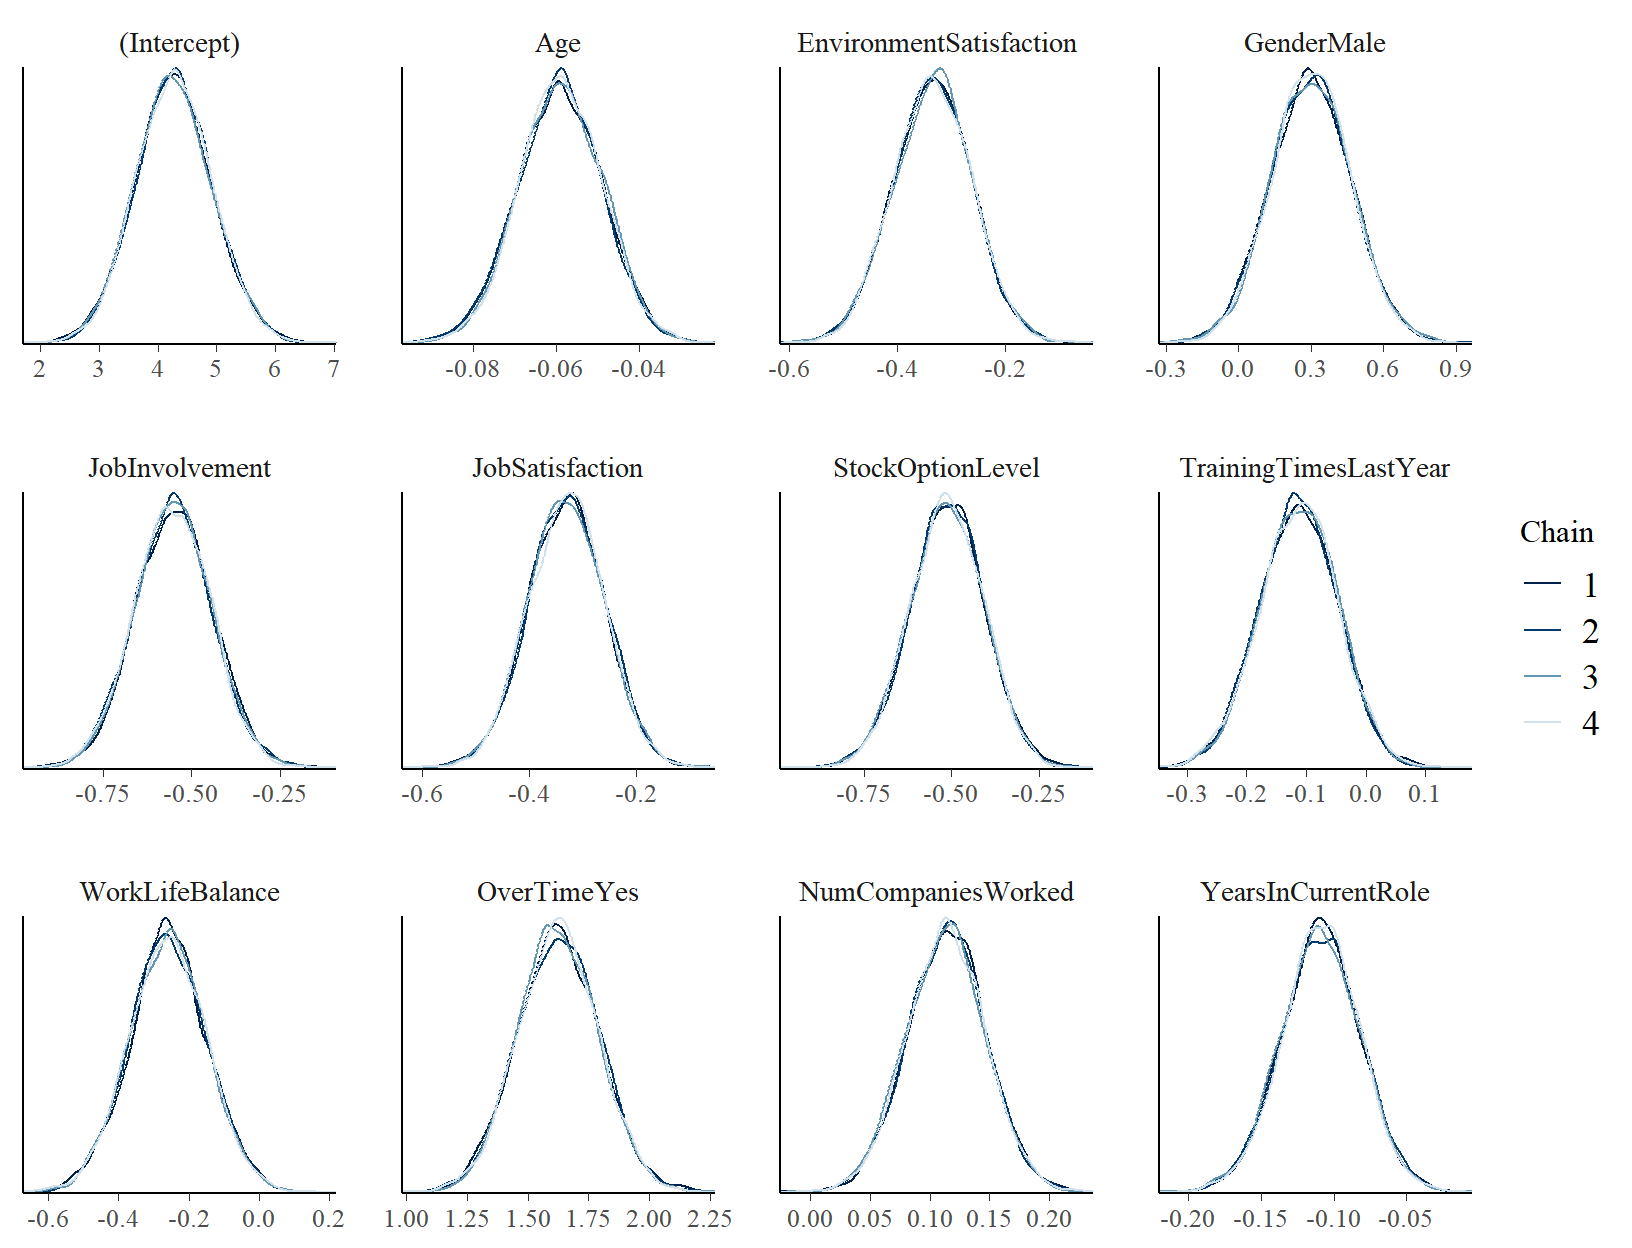 (Intercept) Age EnvironmentSatisfaction GenderMale
2 3 4 5 6 7 -0.08 -0.06 -0.04 -0.6 -0.4 -0.2 -0.3 0.0 0.3 0.6 0.9
JobInvolvement JobSatisfaction StockOptionLevel TrainingTimesLastYear
-0.75 -0.50 -0.25 -0.6 -0.4 -0.2 -0.75 -0.50 -0.25 -0.3 -0.2 -0.1 0.0 0.1
Chain
1
2
3
4
WorkLifeBalance OverTimeYes NumCompaniesWorked YearsInCurrentRole
-0.6 -0.4 -0.2 0.0 0.2 1.00 1.25 1.50 1.75 2.00 2.25 0.00 0.05 0.10 0.15 0.20 -0.20 -0.15 -0.10 -0.05